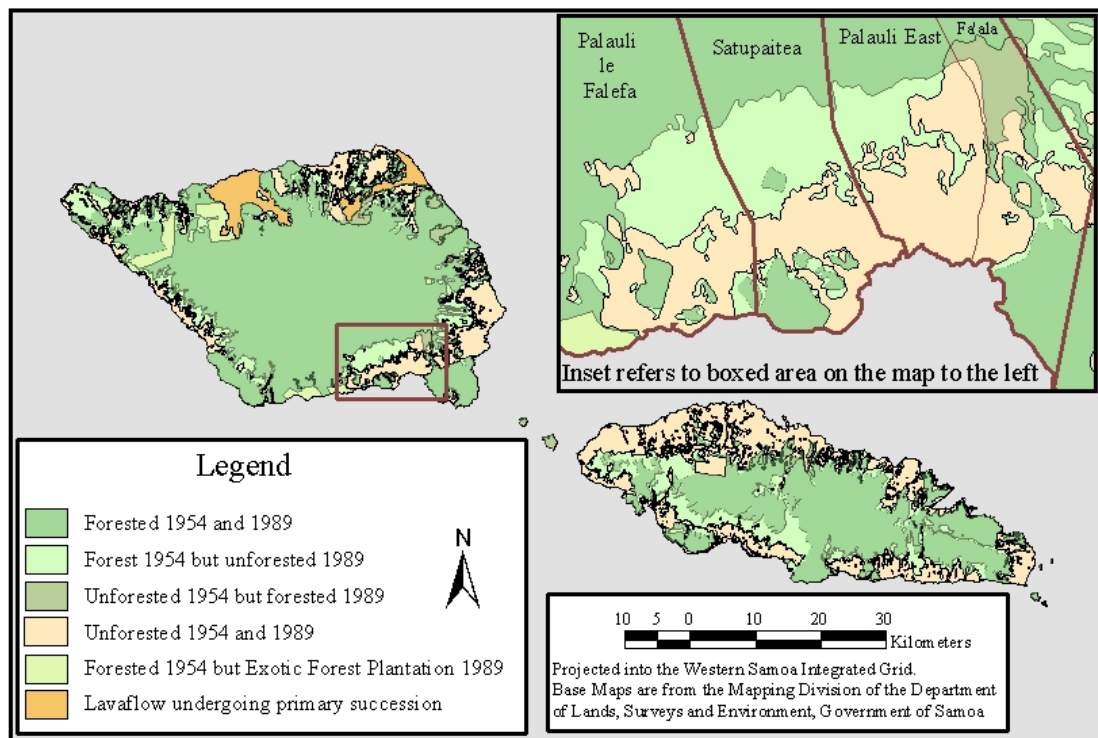 Palauli
le
Falefa
Satupaitea
Palauli East
Fa'ala
Inset refers to boxed area on the map to the left
Legend
Forested 1954 and 1989
Forest 1954 but unforested 1989
Unforested 1954 but forested 1989
Unforested 1954 and 1989
Forested 1954 but Exotic Forest Plantation 1989
Lavaflow undergoing primary succession
N
10 5 0 10 20 30
Kilometers
Projected into the Western Samoa Integrated Grid.
Base Maps are from the Mapping Division of the Department
of Lands, Surveys and Environment, Government of Samoa